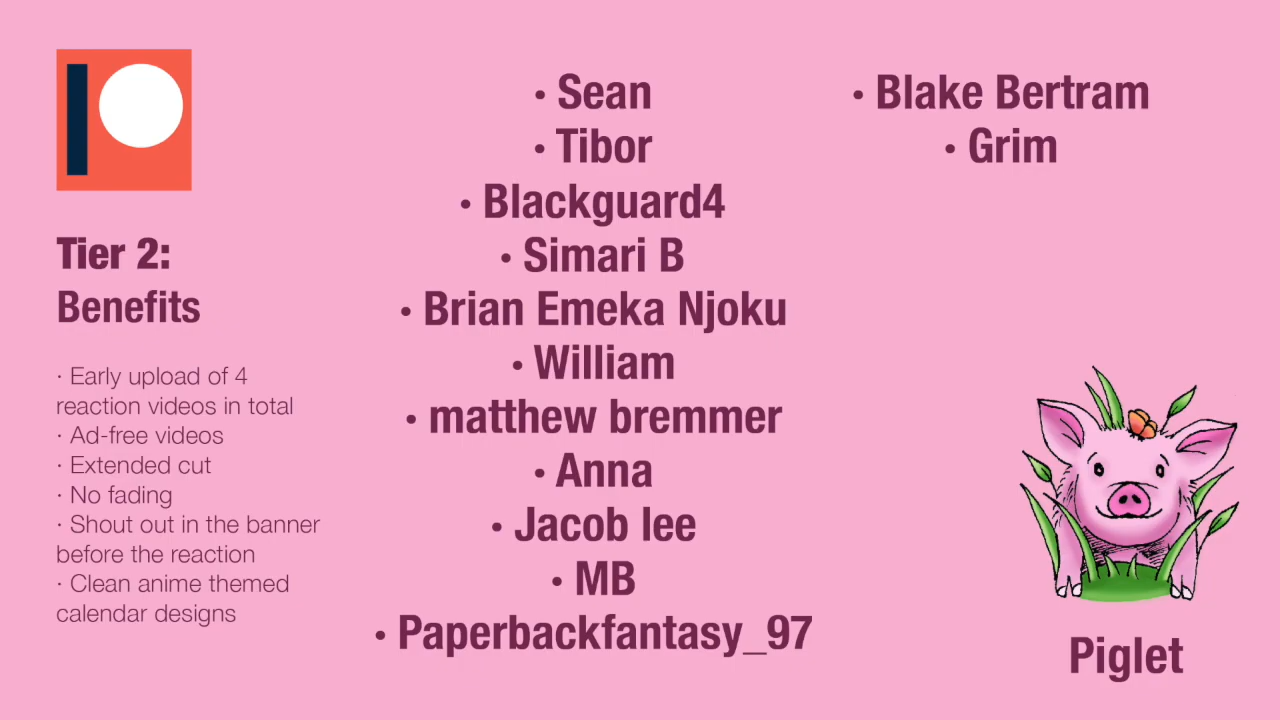 Tier 2:
Benefits
· Early upload of 4
reaction videos in total
· Ad-free videos
· Extended cut
· No fading
· Shout out in the banner
before the reaction
· Clean anime themed
calendar designs
• Sean
• Tibor
• Blackguard4
• Simari B
• Brian Emeka Njoku
• William
• matthew bremmer
• Anna
• Jacob lee
• MB
• Paperbackfantasy_97
• Blake Bertram
• Grim
Piglet